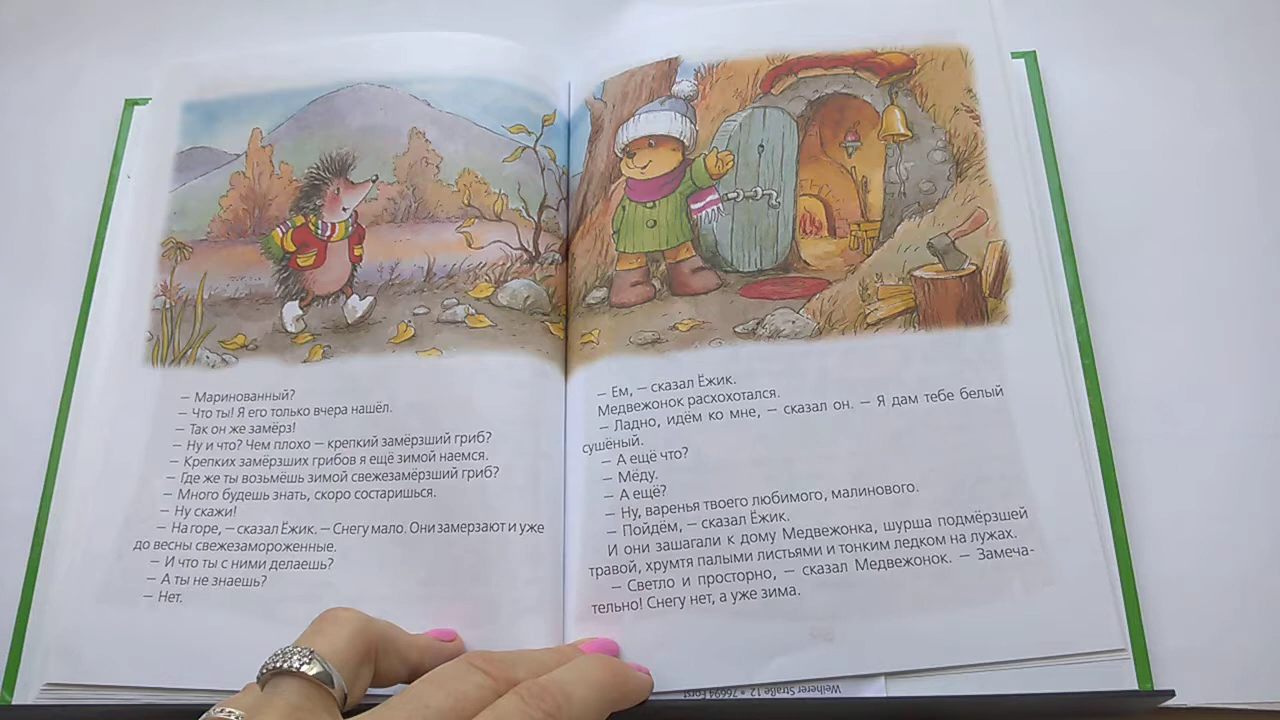 — Маринованный?
— Что ты! Я его только вчера нашёл.
— Так он же замёрз!
— Ну и что? Чем плохо — крепкий замёрзший гриб?
— Крепких замёрзших грибов я ещё зимой наемся.
— Где же ты возьмёшь зимой свежезамёрзший гриб?
— Много будешь знать, скоро состаришься.
— Ну скажи!
— На горе, — сказал Ёжик. — Снегу мало. Они замерзают и уже
до весны свежезамороженные.
— И что ты с ними делаешь?
— А ты не знаешь?
— Нет.
— Ем, — сказал Ёжик.
Медвежонок расхохотался.
— Ладно, идём ко мне, — сказал он. — Я дам тебе белый
сушёный.
— А ещё что?
— Мёду.
— А ещё?
— Ну, варенья твоего любимого, малинового.
— Пойдём, — сказал Ёжик.
И они зашагали к дому Медвежонка, шурша подмёрзшей
травой, хрумтя палыми листьями и тонким ледком на лужах.
— Светло и просторно, — сказал Медвежонок. — Замеча-
тельно! Снегу нет, а уже зима.
Weiherer Straße 12 • 76694 Forst